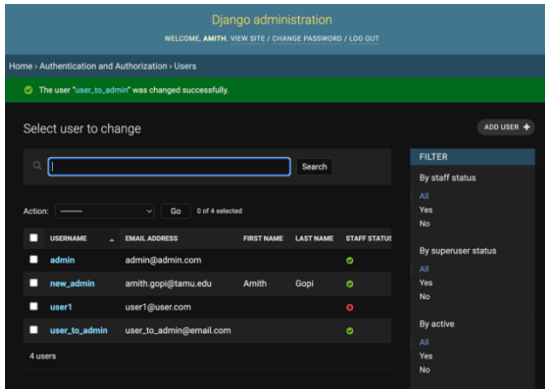 Django administration
WELCOME, AMITH. VIEW SITE / CHANGE PASSWORD / LOG OUT
Home › Authentication and Authorization › Users
The user “user_to_admin” was changed successfully.
Select user to change
ADD USER +
Search
Action: --------- Go 0 of 4 selected
USERNAME EMAIL ADDRESS FIRST NAME LAST NAME STAFF STATUS
admin admin@admin.com
new_admin amith.gopi@tamu.edu Amith Gopi
user1 user1@user.com
user_to_admin user_to_admin@email.com
4 users
FILTER
By staff status
All
Yes
No
By superuser status
All
Yes
No
By active
All
Yes
No